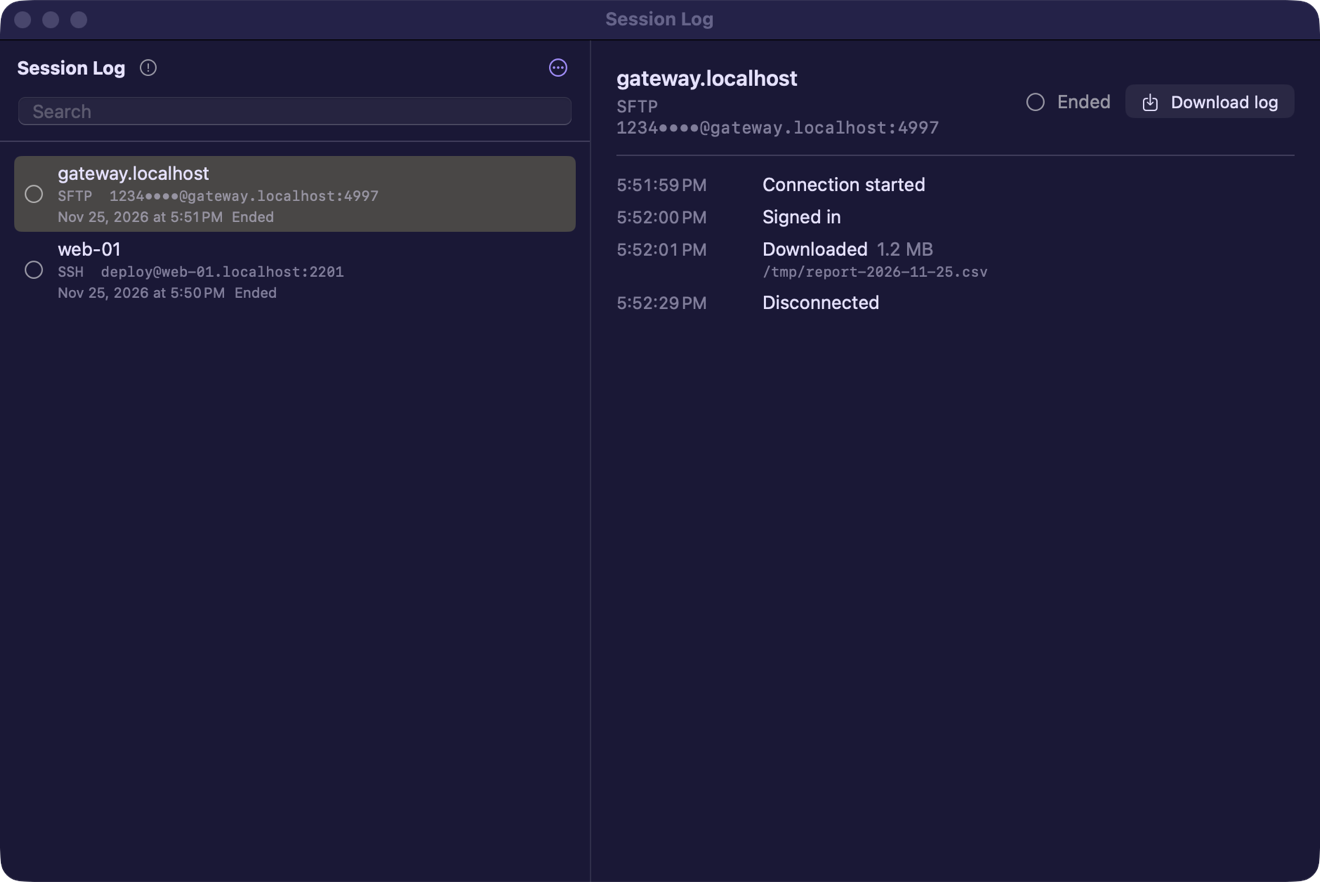 Session Log
Session Log
Search
gateway.localhost
SFTP 1234••••@gateway.localhost:4997
Nov 25, 2026 at 5:51 PM Ended
web-01
SSH deploy@web-01.localhost:2201
Nov 25, 2026 at 5:50 PM Ended
gateway.localhost
SFTP
1234••••@gateway.localhost:4997
Ended
Download log
5:51:59 PM Connection started
5:52:00 PM Signed in
5:52:01 PM Downloaded 1.2 MB
/tmp/report-2026-11-25.csv
5:52:29 PM Disconnected